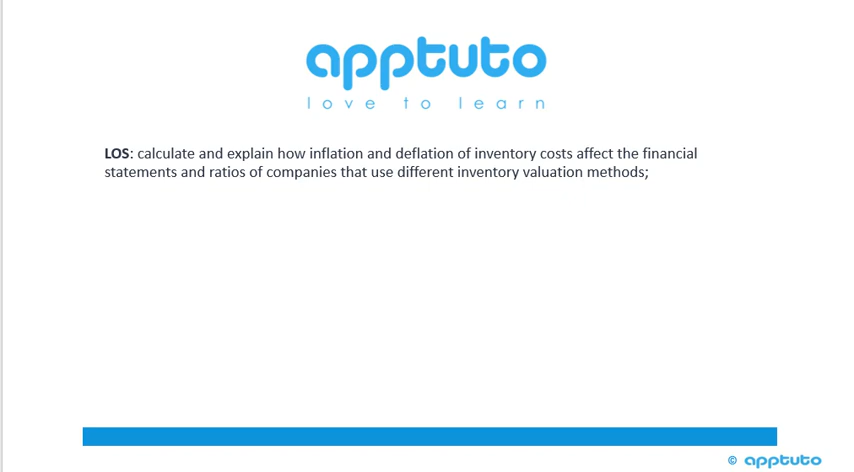 apptuto
love to learn
LOS: calculate and explain how inflation and deflation of inventory costs affect the financial
statements and ratios of companies that use different inventory valuation methods;
© apptuto